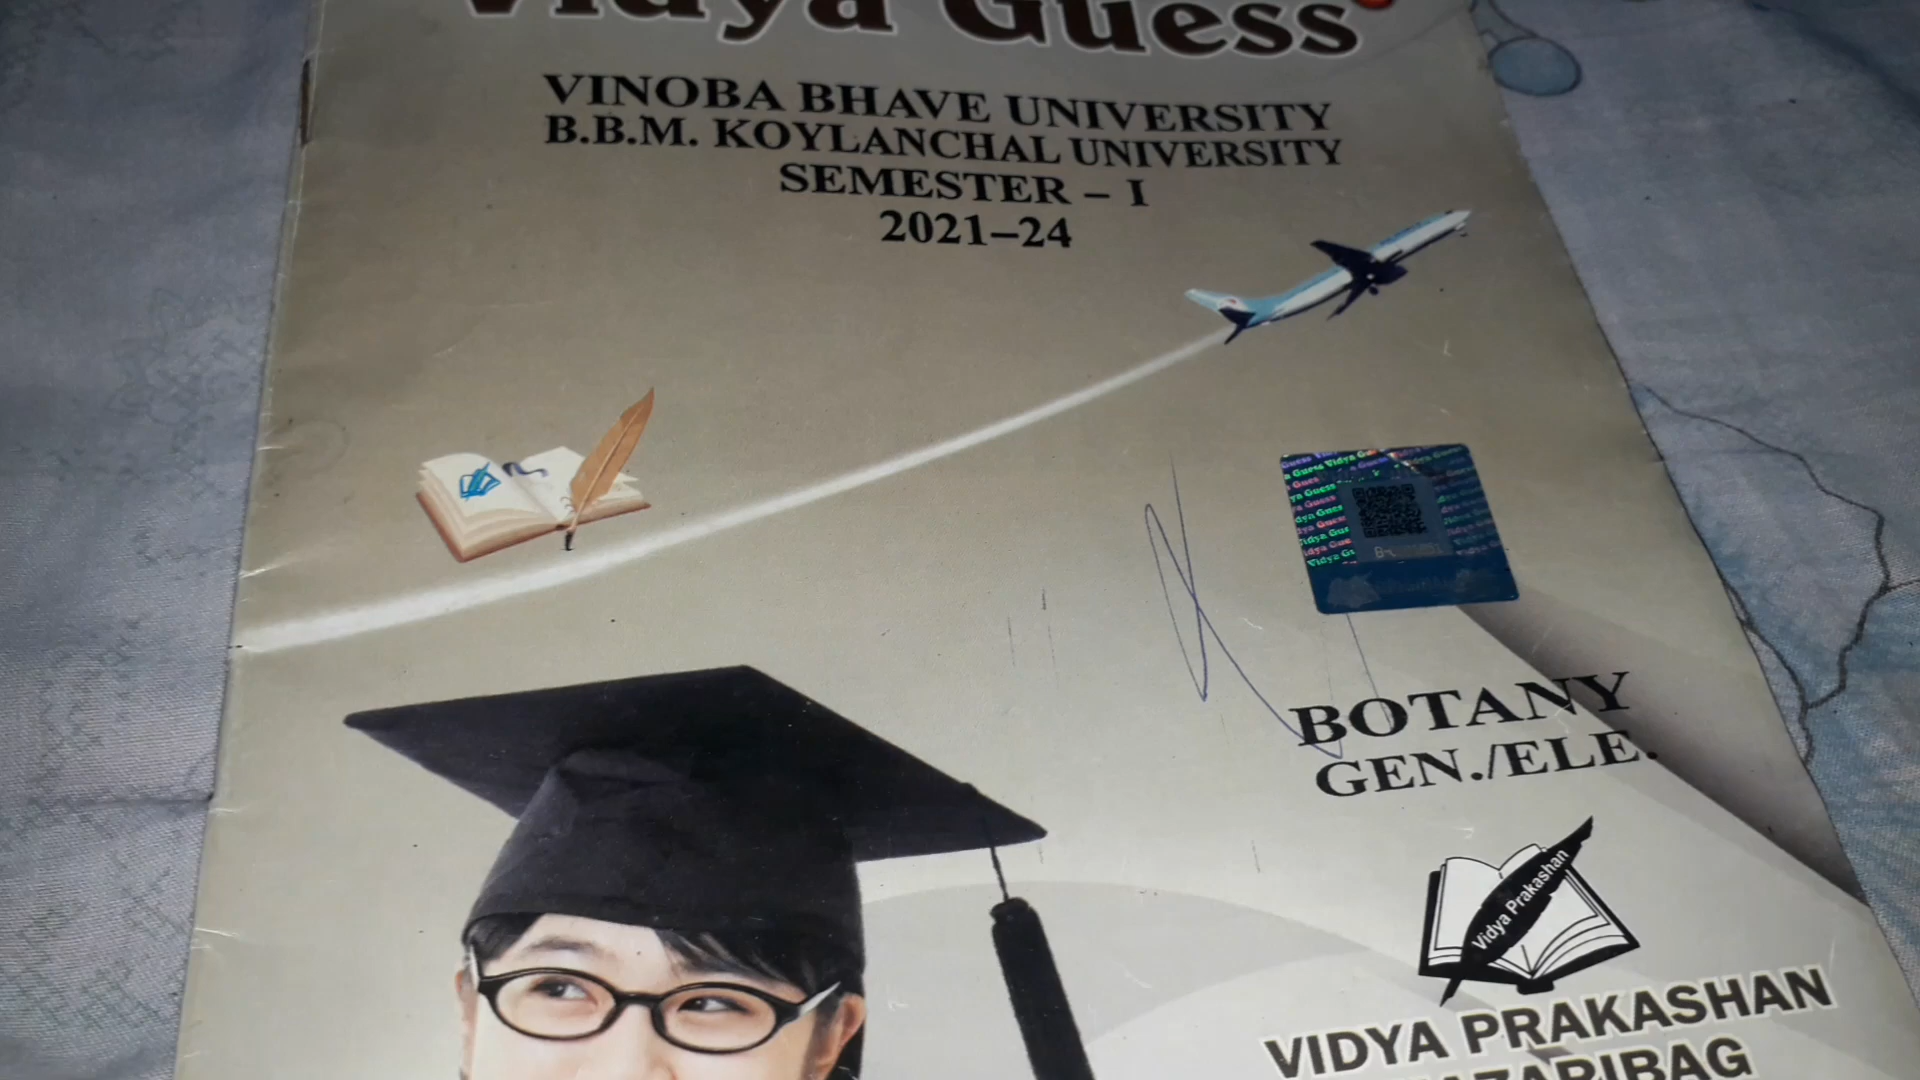 Vidya Guess
VINOBA BHAVE UNIVERSITY
B.B.M. KOYLANCHAL UNIVERSITY
SEMESTER – I
2021–24
BOTANY
GEN./ELE.
Vidya Prakashan
VIDYA PRAKASHAN
HAZARIBAG